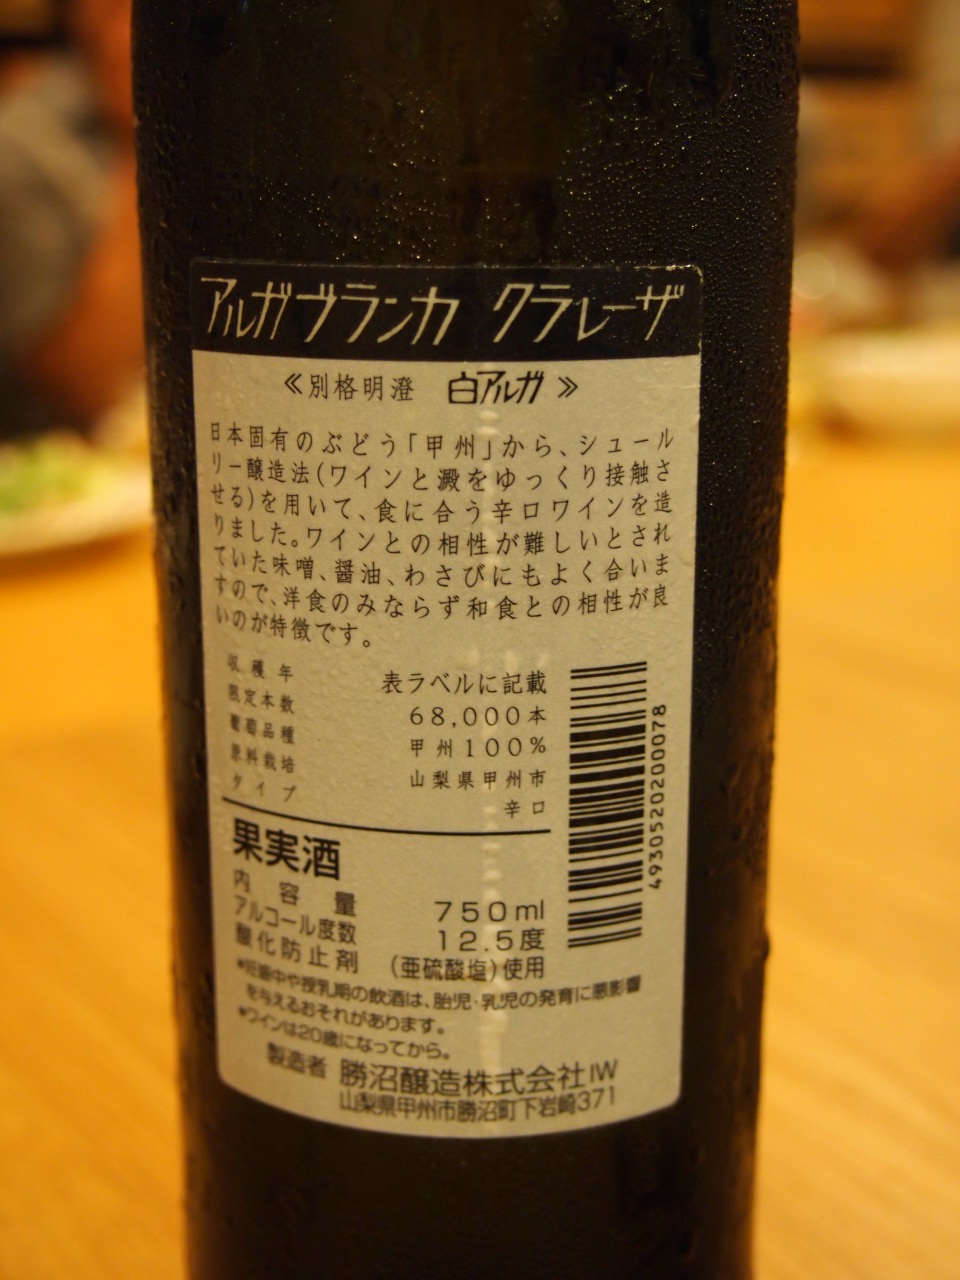 アルガブランカ クラレーザ
≪別格明澄 白アルガ≫
日本固有のぶどう「甲州」から、シュール
リー醸造法(ワインと澱をゆっくり接触さ
せる)を用いて、食に合う辛口ワインを造
りました。ワインとの相性が難しいとされ
ていた味噌、醤油、わさびにもよく合いま
すので、洋食のみならず和食との相性が良
いのが特徴です。
収穫年 表ラベルに記載
限定本数 68,000本
葡萄品種 甲州100%
原料栽培 山梨県甲州市
タイプ 辛口
4930520200078
果実酒
内容量 750ml
アルコール度数 12.5度
酸化防止剤 (亜硫酸塩)使用
*妊娠中や授乳期の飲酒は、胎児・乳児の発育に悪影響
を与えるおそれがあります。
*ワインは20歳になってから。
製造者 勝沼醸造株式会社IW
山梨県甲州市勝沼町下岩崎371